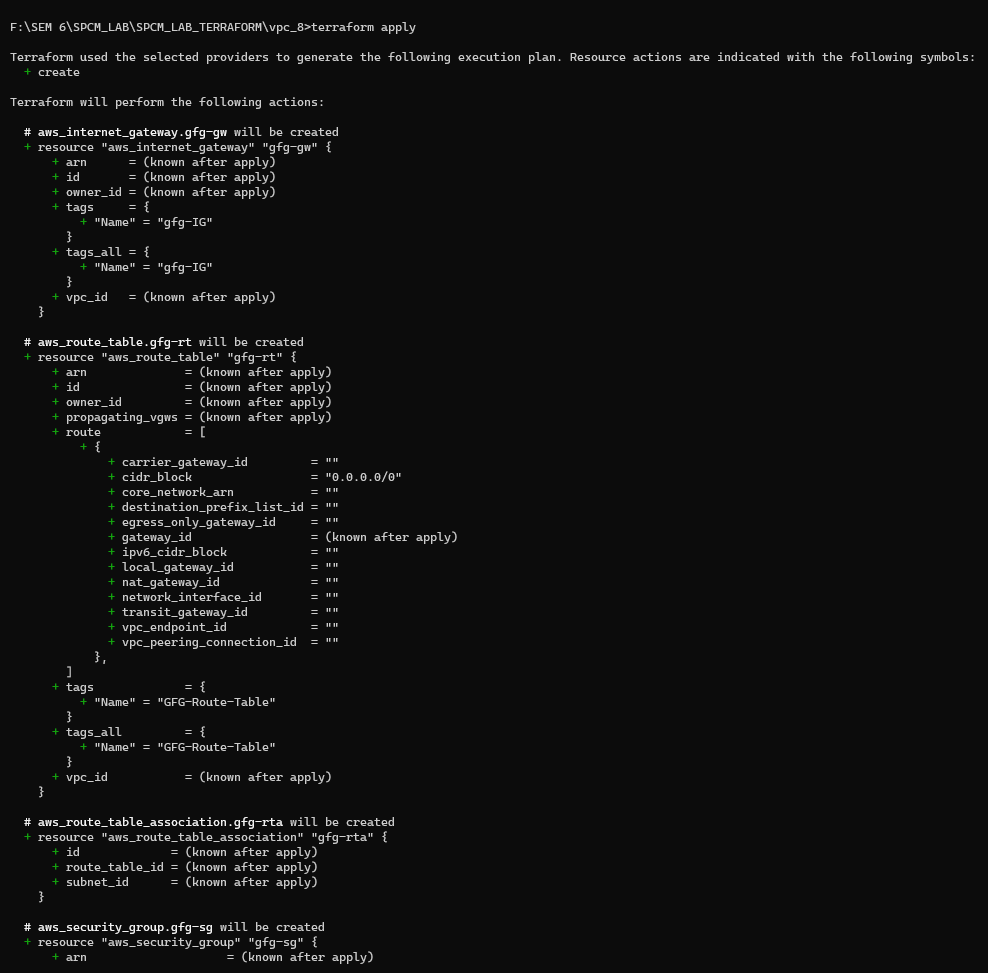 F:\SEM 6\SPCM_LAB\SPCM_LAB_TERRAFORM\vpc_8>terraform apply

Terraform used the selected providers to generate the following execution plan. Resource actions are indicated with the following symbols:
  + create

Terraform will perform the following actions:

  # aws_internet_gateway.gfg-gw will be created
  + resource "aws_internet_gateway" "gfg-gw" {
      + arn      = (known after apply)
      + id       = (known after apply)
      + owner_id = (known after apply)
      + tags     = {
          + "Name" = "gfg-IG"
        }
      + tags_all = {
          + "Name" = "gfg-IG"
        }
      + vpc_id   = (known after apply)
    }

  # aws_route_table.gfg-rt will be created
  + resource "aws_route_table" "gfg-rt" {
      + arn              = (known after apply)
      + id               = (known after apply)
      + owner_id         = (known after apply)
      + propagating_vgws = (known after apply)
      + route            = [
          + {
              + carrier_gateway_id         = ""
              + cidr_block                 = "0.0.0.0/0"
              + core_network_arn           = ""
              + destination_prefix_list_id = ""
              + egress_only_gateway_id     = ""
              + gateway_id                 = (known after apply)
              + ipv6_cidr_block            = ""
              + local_gateway_id           = ""
              + nat_gateway_id             = ""
              + network_interface_id       = ""
              + transit_gateway_id         = ""
              + vpc_endpoint_id            = ""
              + vpc_peering_connection_id  = ""
            },
        ]
      + tags             = {
          + "Name" = "GFG-Route-Table"
        }
      + tags_all         = {
          + "Name" = "GFG-Route-Table"
        }
      + vpc_id           = (known after apply)
    }

  # aws_route_table_association.gfg-rta will be created
  + resource "aws_route_table_association" "gfg-rta" {
      + id             = (known after apply)
      + route_table_id = (known after apply)
      + subnet_id      = (known after apply)
    }

  # aws_security_group.gfg-sg will be created
  + resource "aws_security_group" "gfg-sg" {
      + arn                    = (known after apply)